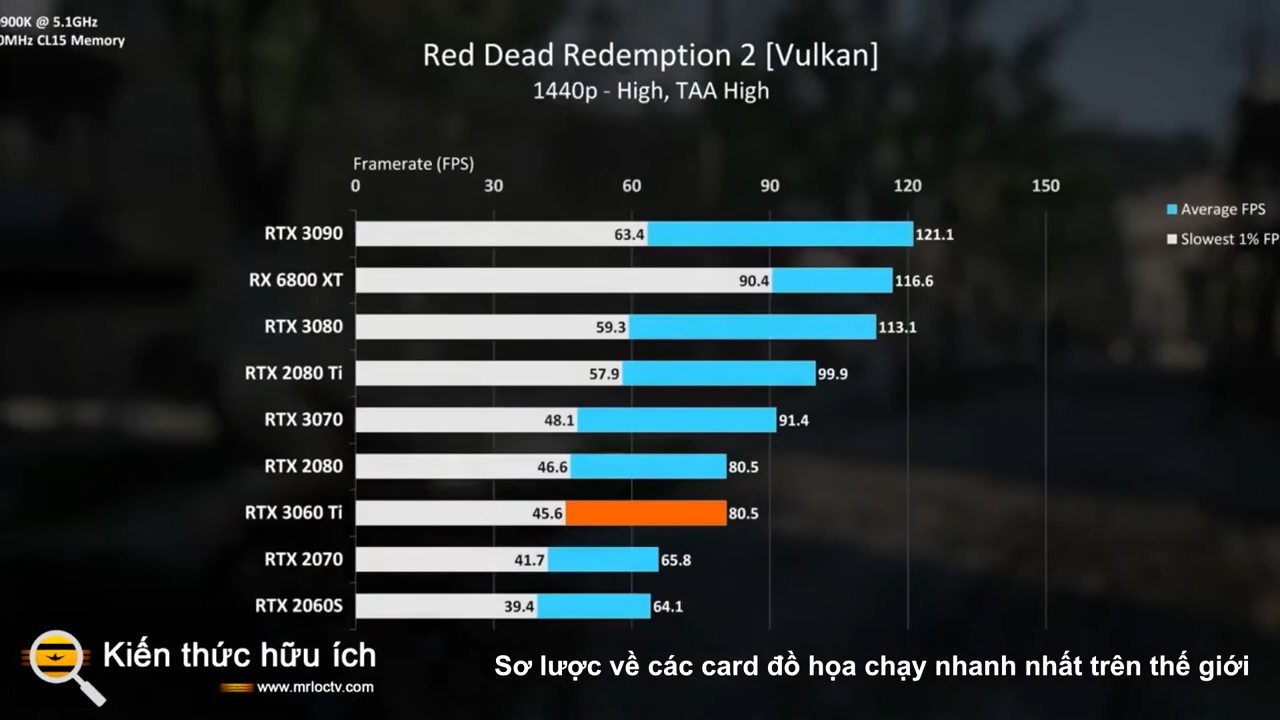 900K @ 5.1GHz
0MHz CL15 Memory
Red Dead Redemption 2 [Vulkan]
1440p - High, TAA High
Framerate (FPS)
0 30 60 90 120 150
Average FPS
Slowest 1% FP
RTX 3090 63.4 121.1
RX 6800 XT 90.4 116.6
RTX 3080 59.3 113.1
RTX 2080 Ti 57.9 99.9
RTX 3070 48.1 91.4
RTX 2080 46.6 80.5
RTX 3060 Ti 45.6 80.5
RTX 2070 41.7 65.8
RTX 2060S 39.4 64.1
Kiến thức hữu ích
www.mrloctv.com
Sơ lược về các card đồ họa chạy nhanh nhất trên thế giới